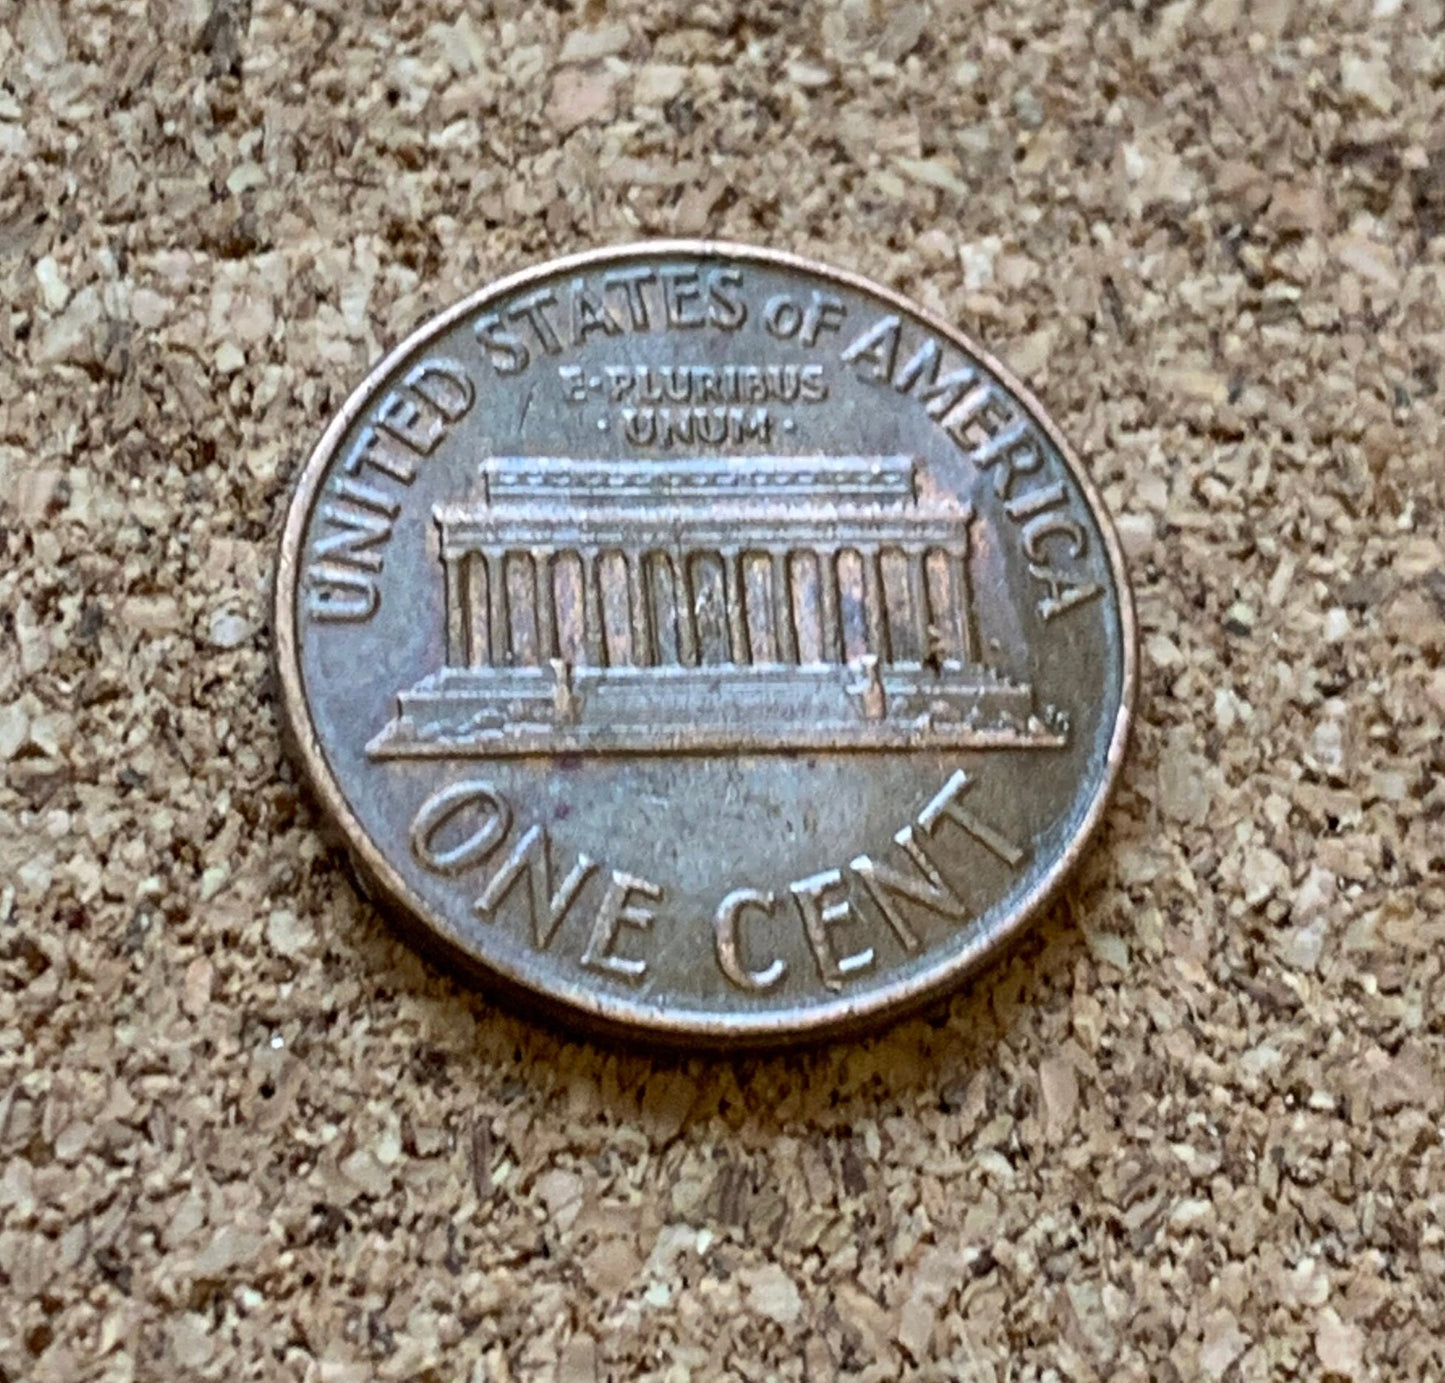 UNITED STATES OF AMERICA
E·PLURIBUS
·UNUM·
ONE CENT